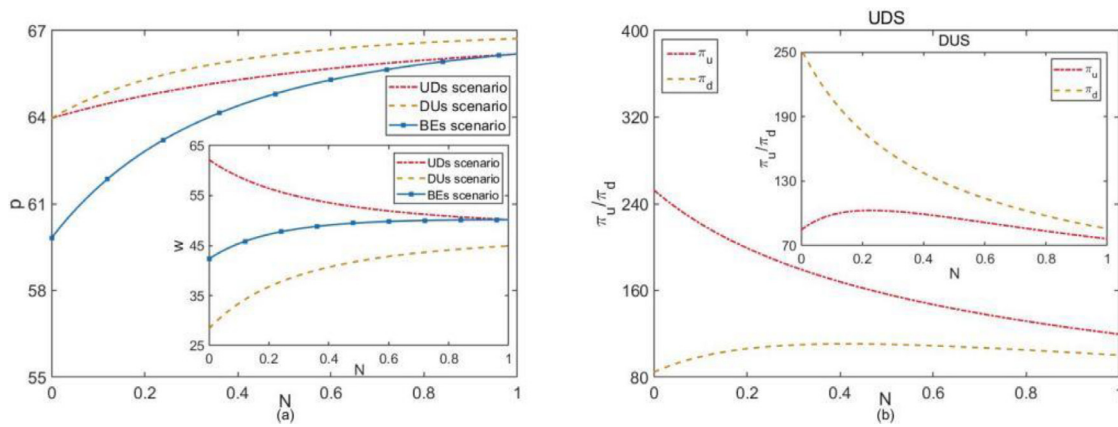 67
64
61
58
55
p
0
0.2
0.4
0.6
0.8
1
N
(a)
UDs scenario
DUs scenario
BEs scenario
65
55
45
35
25
w
0
0.2
0.4
0.6
0.8
1
N
UDs scenario
DUs scenario
BEs scenario
UDS
400
320
240
160
80
π_u/π_d
0
0.2
0.4
0.6
0.8
1
N
(b)
π_u
π_d
DUS
250
190
130
70
π_u/π_d
0
0.2
0.4
0.6
0.8
1
N
π_u
π_d